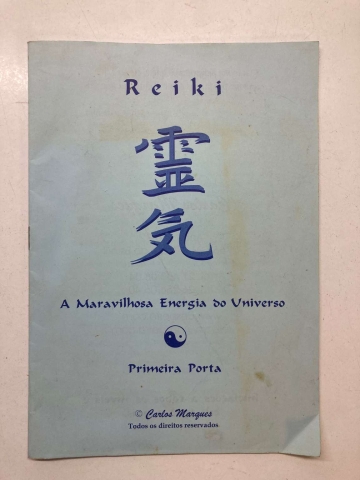 Reiki
霊
気
A Maravilhosa Energia do Universo
Primeira Porta
© Carlos Marques
Todos os direitos reservados